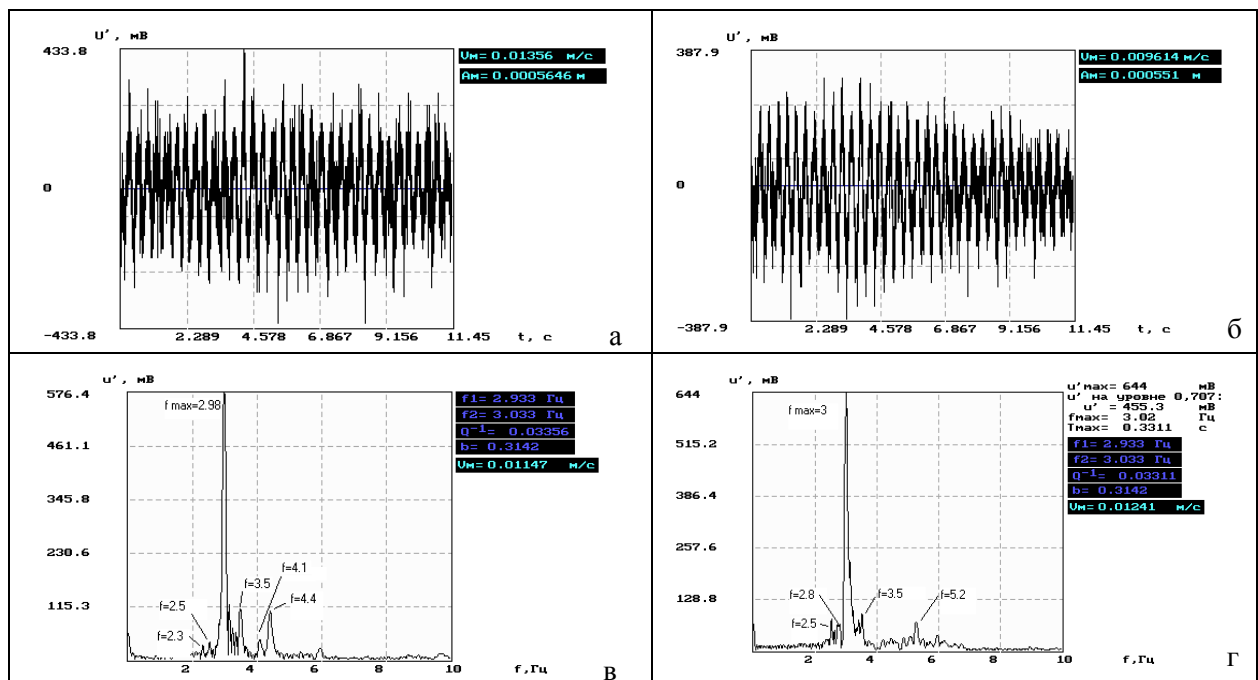 U', мВ
433.8
0
-433.8
2.289 4.578 6.867 9.156 11.45 t, с
Vм= 0.01356 м/с
Aм= 0.0005646 м
а
U', мВ
387.9
0
-387.9
2.289 4.578 6.867 9.156 11.45 t, с
Vм= 0.009614 м/с
Aм= 0.000551 м
б
u', мВ
576.4
461.1
345.8
230.6
115.3
f max=2.98
f=2.3
f=2.5
f=3.5
f=4.1
f=4.4
2 4 6 8 10 f,Гц
f1= 2.933 Гц
f2= 3.033 Гц
Q⁻¹= 0.03356
b= 0.3142
Vм= 0.01147 м/с
в
u', мВ
644
515.2
386.4
257.6
128.8
f max=3
f=2.8
f=2.5
f=3.5
f=5.2
2 4 6 8 10 f,Гц
u'max= 644 мВ
u' на уровне 0,707:
u' = 455.3 мВ
fmax= 3.02 Гц
Tmax= 0.3311 с
f1= 2.933 Гц
f2= 3.033 Гц
Q⁻¹= 0.03311
b= 0.3142
Vм= 0.01241 м/с
г